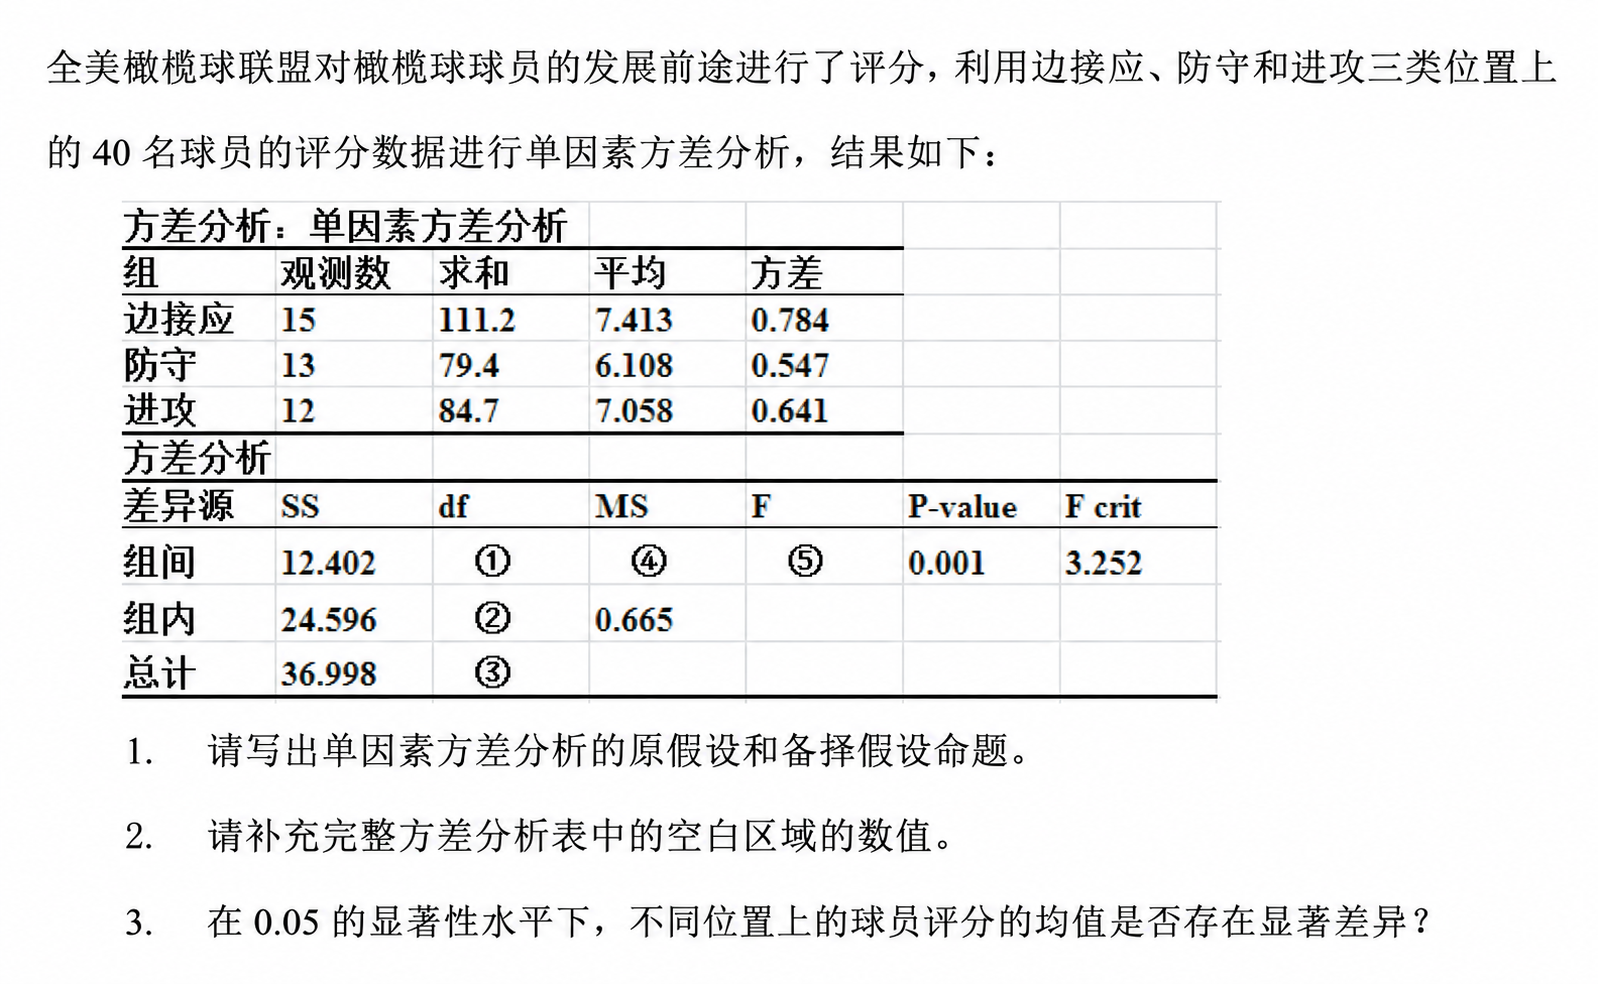 全美橄榄球联盟对橄榄球球员的发展前途进行了评分，利用边接应、防守和进攻三类位置上
的 40 名球员的评分数据进行单因素方差分析，结果如下：
方差分析：单因素方差分析
组 观测数 求和 平均 方差
边接应 15 111.2 7.413 0.784
防守 13 79.4 6.108 0.547
进攻 12 84.7 7.058 0.641
方差分析
差异源 SS df MS F P-value F crit
组间 12.402 ① ④ ⑤ 0.001 3.252
组内 24.596 ② 0.665
总计 36.998 ③
1. 请写出单因素方差分析的原假设和备择假设命题。
2. 请补充完整方差分析表中的空白区域的数值。
3. 在 0.05 的显著性水平下，不同位置上的球员评分的均值是否存在显著差异？